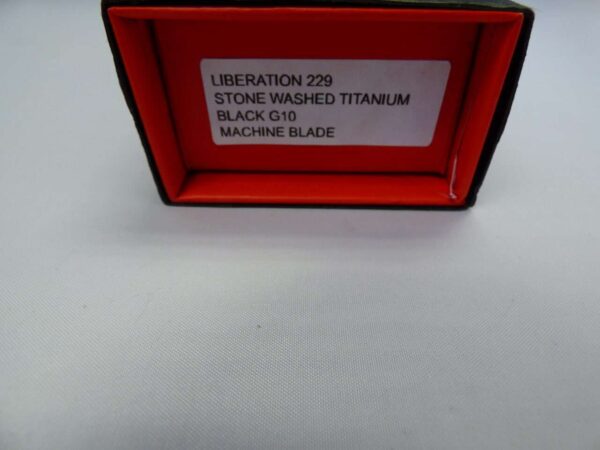 LIBERATION 229
STONE WASHED TITANIUM
BLACK G10
MACHINE BLADE